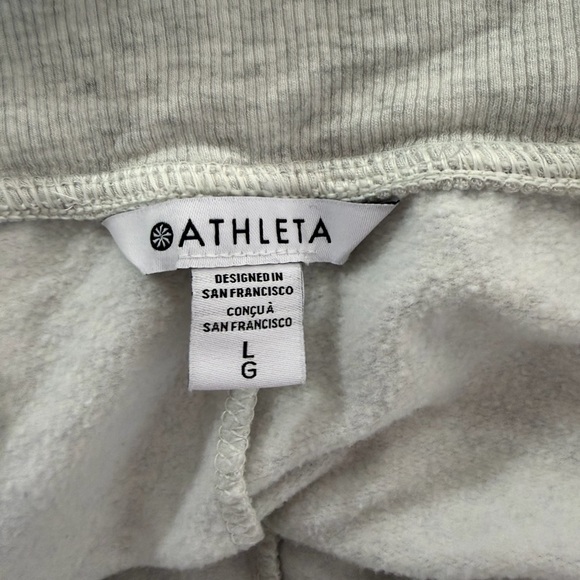 ATHLETA
DESIGNED IN
SAN FRANCISCO
CONÇU À
SAN FRANCISCO
L
G